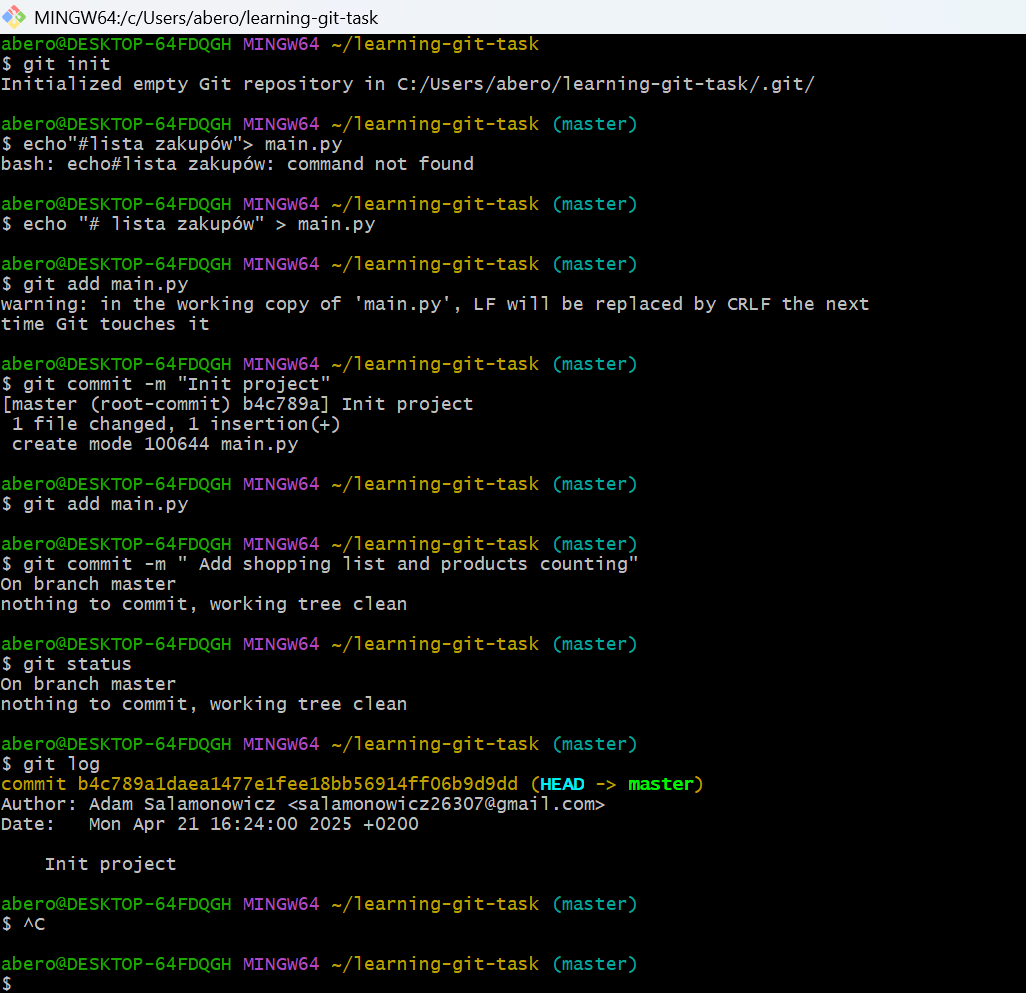 MINGW64:/c/Users/abero/learning-git-task
abero@DESKTOP-64FDQGH MINGW64 ~/learning-git-task
$ git init
Initialized empty Git repository in C:/Users/abero/learning-git-task/.git/
abero@DESKTOP-64FDQGH MINGW64 ~/learning-git-task (master)
$ echo"#lista zakupów"> main.py
bash: echo#lista zakupów: command not found
abero@DESKTOP-64FDQGH MINGW64 ~/learning-git-task (master)
$ echo "# lista zakupów" > main.py
abero@DESKTOP-64FDQGH MINGW64 ~/learning-git-task (master)
$ git add main.py
warning: in the working copy of 'main.py', LF will be replaced by CRLF the next
time Git touches it
abero@DESKTOP-64FDQGH MINGW64 ~/learning-git-task (master)
$ git commit -m "Init project"
[master (root-commit) b4c789a] Init project
 1 file changed, 1 insertion(+)
 create mode 100644 main.py
abero@DESKTOP-64FDQGH MINGW64 ~/learning-git-task (master)
$ git add main.py
abero@DESKTOP-64FDQGH MINGW64 ~/learning-git-task (master)
$ git commit -m " Add shopping list and products counting"
On branch master
nothing to commit, working tree clean
abero@DESKTOP-64FDQGH MINGW64 ~/learning-git-task (master)
$ git status
On branch master
nothing to commit, working tree clean
abero@DESKTOP-64FDQGH MINGW64 ~/learning-git-task (master)
$ git log
commit b4c789a1daea1477e1fee18bb56914ff06b9d9dd (HEAD -> master)
Author: Adam Salamonowicz <salamonowicz26307@gmail.com>
Date:   Mon Apr 21 16:24:00 2025 +0200
    Init project
abero@DESKTOP-64FDQGH MINGW64 ~/learning-git-task (master)
$ ^C
abero@DESKTOP-64FDQGH MINGW64 ~/learning-git-task (master)
$